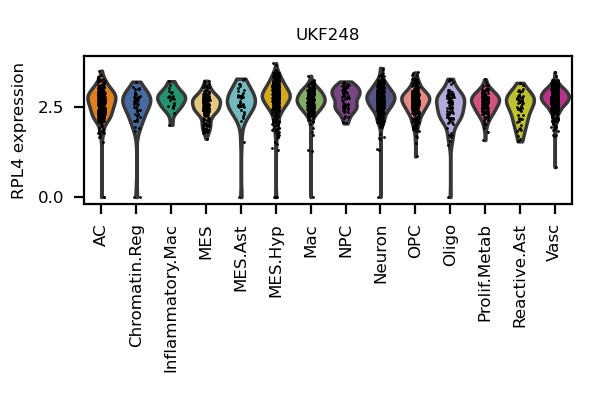 UKF248
RPL4 expression
2.5
0.0
AC
Chromatin.Reg
Inflammatory.Mac
MES
MES.Ast
MES.Hyp
Mac
NPC
Neuron
OPC
Oligo
Prolif.Metab
Reactive.Ast
Vasc